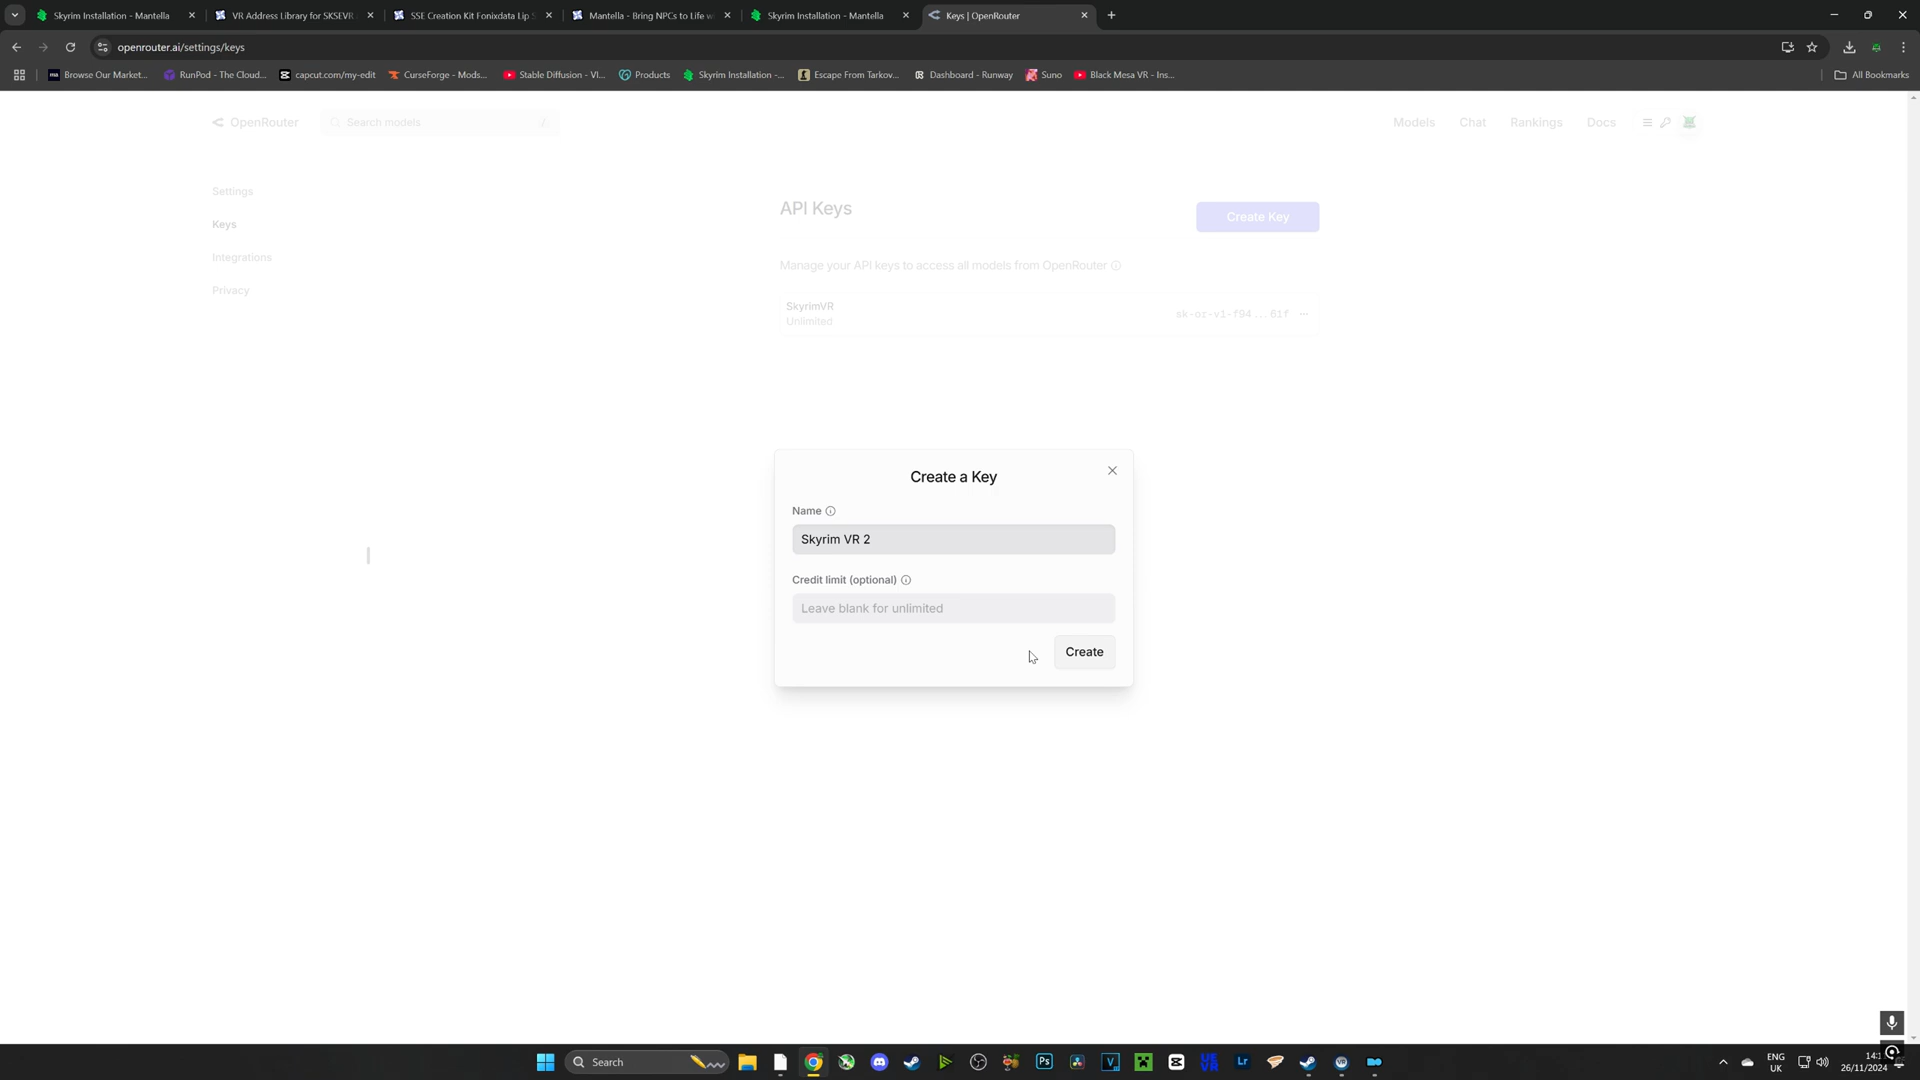 Skyrim Installation - Mantella
VR Address Library for SKSEVR
SSE Creation Kit Fonixdata Lip S
Mantella - Bring NPCs to Life w
Skyrim Installation - Mantella
Keys | OpenRouter
openrouter.ai/settings/keys
Browse Our Market...
RunPod - The Cloud...
capcut.com/my-edit
CurseForge - Mods...
Stable Diffusion - VI...
Products
Skyrim Installation -...
Escape From Tarkov...
Dashboard - Runway
Suno
Black Mesa VR - Ins...
All Bookmarks
OpenRouter
Search models
/
Models
Chat
Rankings
Docs
Settings
Keys
Integrations
Privacy
API Keys
Create Key
Manage your API keys to access all models from OpenRouter
SkyrimVR
Unlimited
sk-or-v1-f94...61f
Create a Key
Name
Skyrim VR 2
Credit limit (optional)
Leave blank for unlimited
Create
Search
Ps
Lr
ENG
UK
26/11/2024